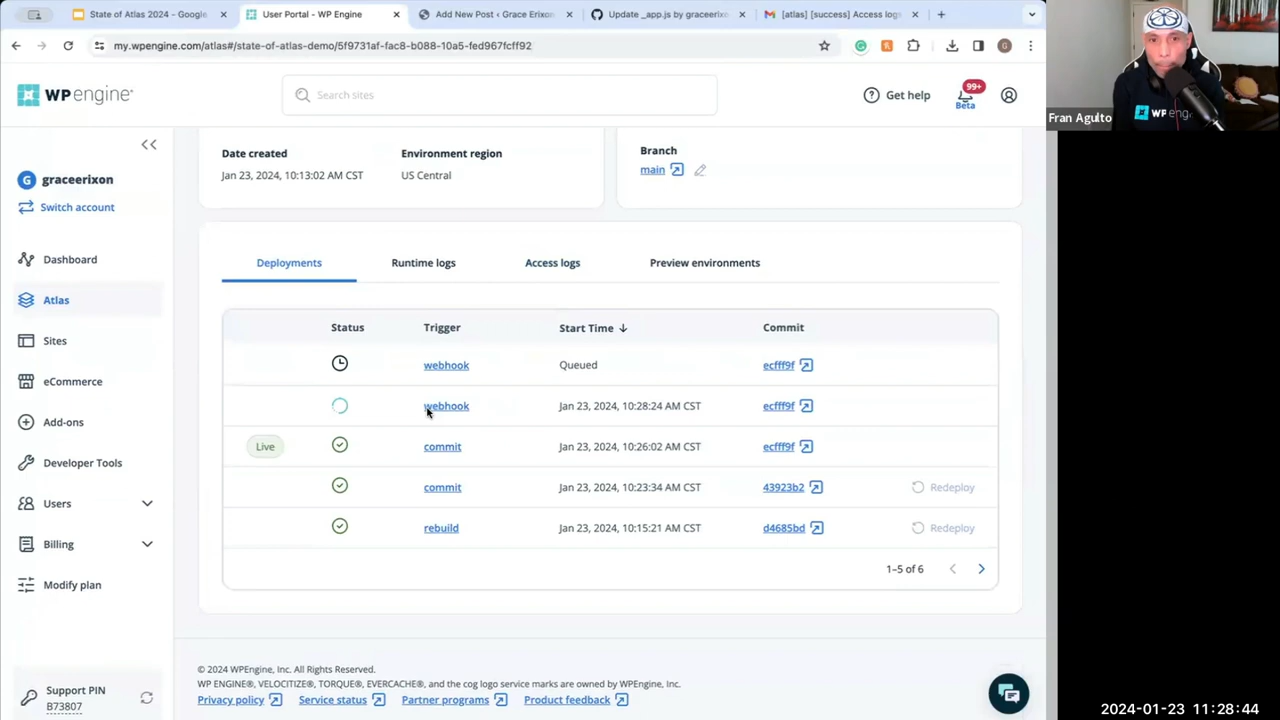 State of Atlas 2024 – Google
User Portal - WP Engine
Add New Post ‹ Grace Erixon
Update _app.js by graceerixo
[atlas] [success] Access logs
my.wpengine.com/atlas#/state-of-atlas-demo/5f9731af-fac8-b088-10a5-fed967fcff92
G
WP engine
Search sites
Get help
99+
Beta
Fran Agulto
WP eng
G graceerixon
Switch account
Dashboard
Atlas
Sites
eCommerce
Add-ons
Developer Tools
Users
Billing
Modify plan
Support PIN
B73807
Date created
Jan 23, 2024, 10:13:02 AM CST
Environment region
US Central
Branch
main
Deployments Runtime logs Access logs Preview environments
Status Trigger Start Time Commit
webhook Queued ecfff9f
webhook Jan 23, 2024, 10:28:24 AM CST ecfff9f
Live commit Jan 23, 2024, 10:26:02 AM CST ecfff9f
commit Jan 23, 2024, 10:23:34 AM CST 43923b2 Redeploy
rebuild Jan 23, 2024, 10:15:21 AM CST d4685bd Redeploy
1–5 of 6
© 2024 WPEngine, Inc. All Rights Reserved.
WP ENGINE®, VELOCITIZE®, TORQUE®, EVERCACHE®, and the cog logo service marks are owned by WPEngine, Inc.
Privacy policy Service status Partner programs Product feedback
2024-01-23 11:28:44